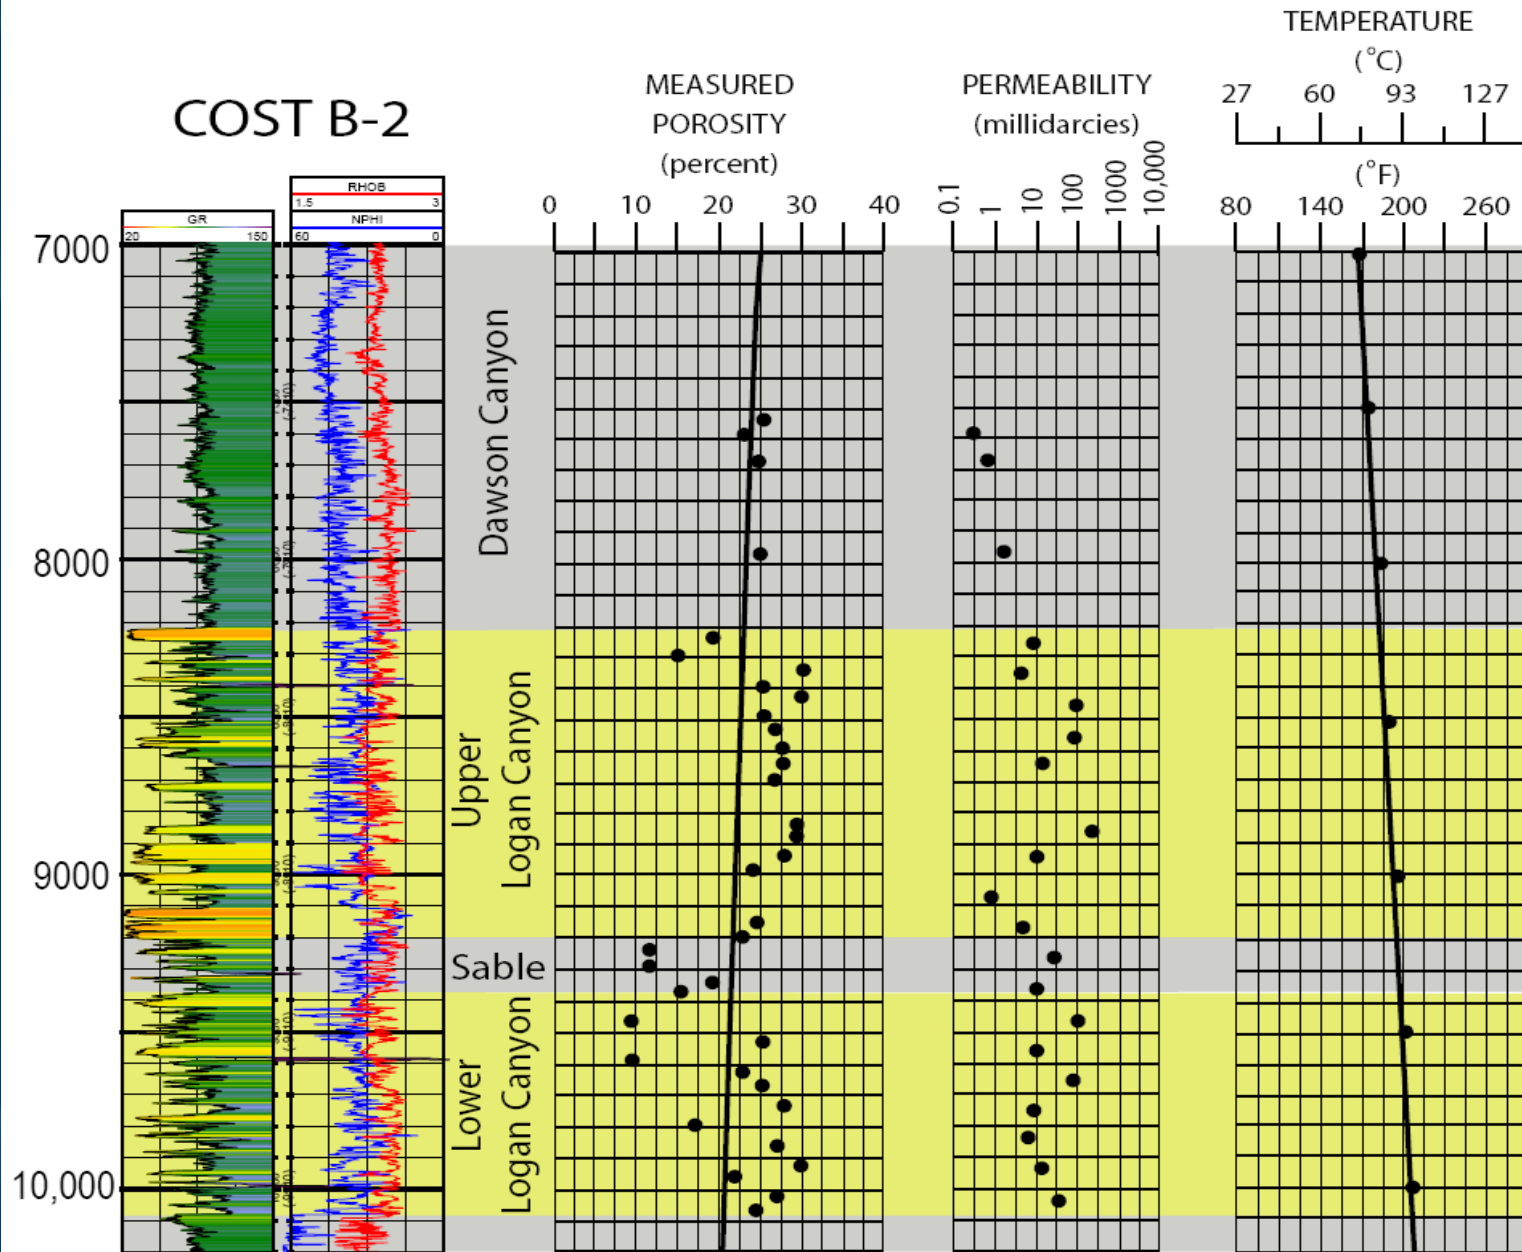 TEMPERATURE
(°C)
27 60 93 127
COST B-2
MEASURED
POROSITY
(percent)
PERMEABILITY
(millidarcies)
(°F)
RHOB
1.5 3
NPHI
60 0
GR
20 150
0 10 20 30 40
0.1 1 10 100 1000 10,000
80 140 200 260
7000
8000
9000
10,000
Dawson Canyon
Upper
Logan Canyon
Sable
Lower
Logan Canyon